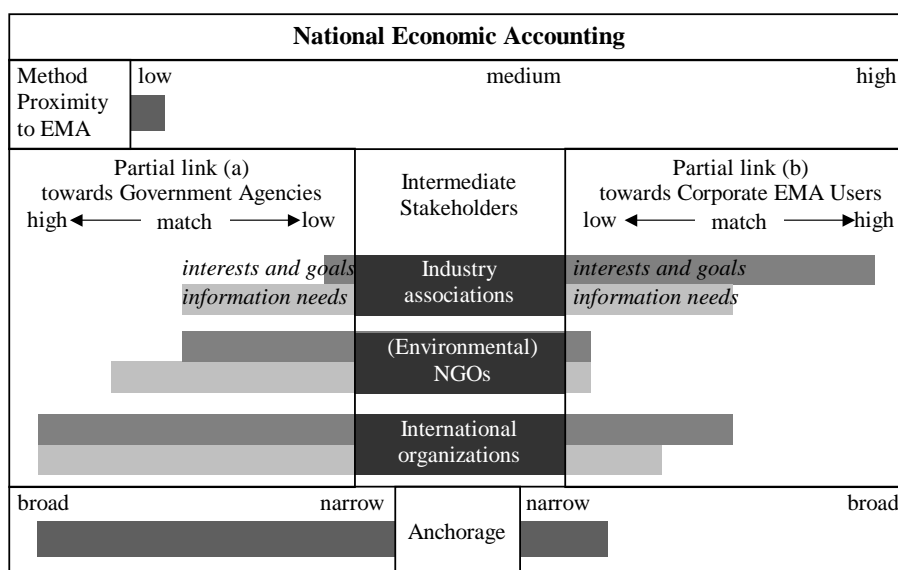 National Economic Accounting
Method
Proximity
to EMA
low medium high
Partial link (a)
towards Government Agencies
high match low
Intermediate
Stakeholders
Partial link (b)
towards Corporate EMA Users
low match high
interests and goals
information needs
Industry
associations
interests and goals
information needs
(Environmental)
NGOs
International
organizations
broad narrow
Anchorage
narrow broad